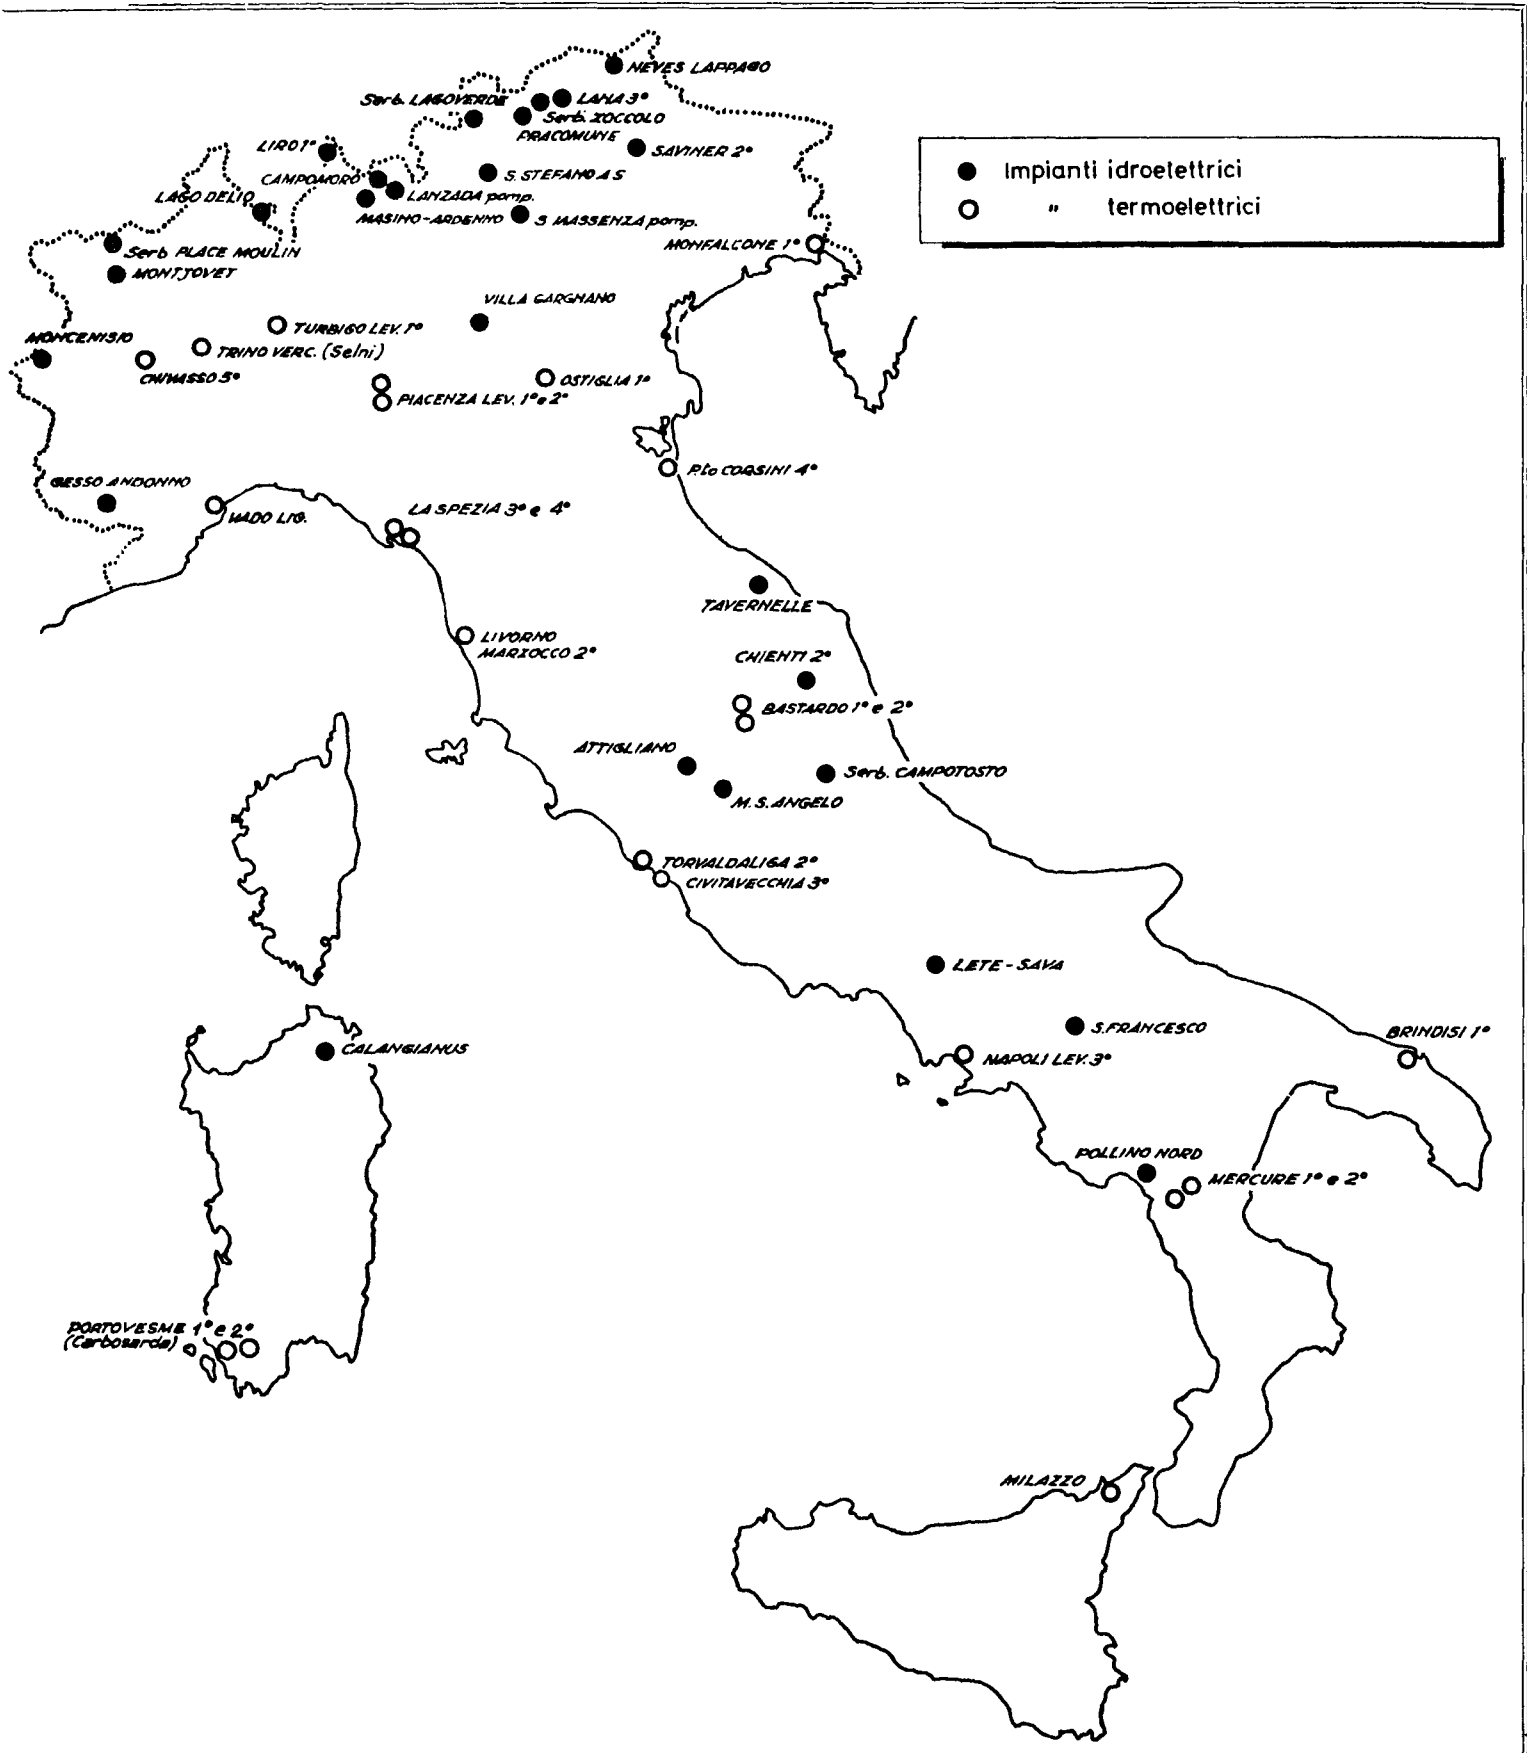 NEVES LAPPAGO
Serb. LAGOVERDE
LANA 3°
Serb. ZOCCOLO
PRACOMUNE
LIRO 1°
SAVINER 2°
Impianti idroelettrici
CAMPOMORO
S. STEFANO A S
LAGO DELIO
LANZADA pomp.
" termoelettrici
MASINO-ARDENNO
S MASSENZA pomp.
Serb PLACE MOULIN
MONFALCONE 1°
MONTJOVET
VILLA GARGNANO
TURBIGO LEV. 1°
MONCENISIO
TRINO VERC. (Selni)
CHIVASSO 5°
OSTIGLIA 1°
PIACENZA LEV. 1° e 2°
P.to CORSINI 4°
GESSO ANDONNO
VADO LIG.
LA SPEZIA 3° e 4°
TAVERNELLE
LIVORNO
MARZOCCO 2°
CHIENTI 2°
BASTARDO 1° e 2°
ATTIGLIANO
Serb. CAMPOTOSTO
M. S. ANGELO
TORVALDALIGA 2°
CIVITAVECCHIA 3°
LETE - SAVA
S. FRANCESCO
BRINDISI 1°
CALANGIANUS
NAPOLI LEV. 3°
POLLINO NORD
MERCURE 1° e 2°
PORTOVESME 1° e 2°
(Carbosarda)
MILAZZO